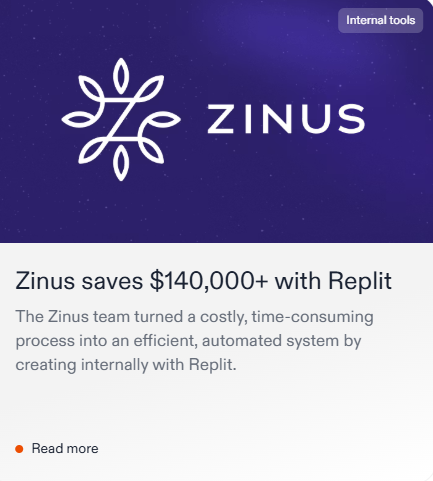 Internal tools
ZINUS
Zinus saves $140,000+ with Replit
The Zinus team turned a costly, time-consuming
process into an efficient, automated system by
creating internally with Replit.
Read more